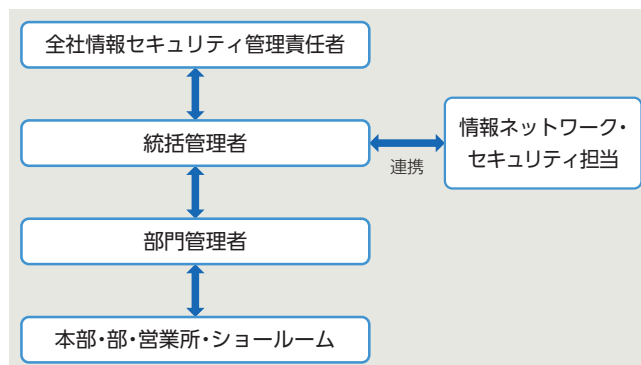 全社情報セキュリティ管理責任者
統括管理者
連携
情報ネットワーク・
セキュリティ担当
部門管理者
本部・部・営業所・ショールーム